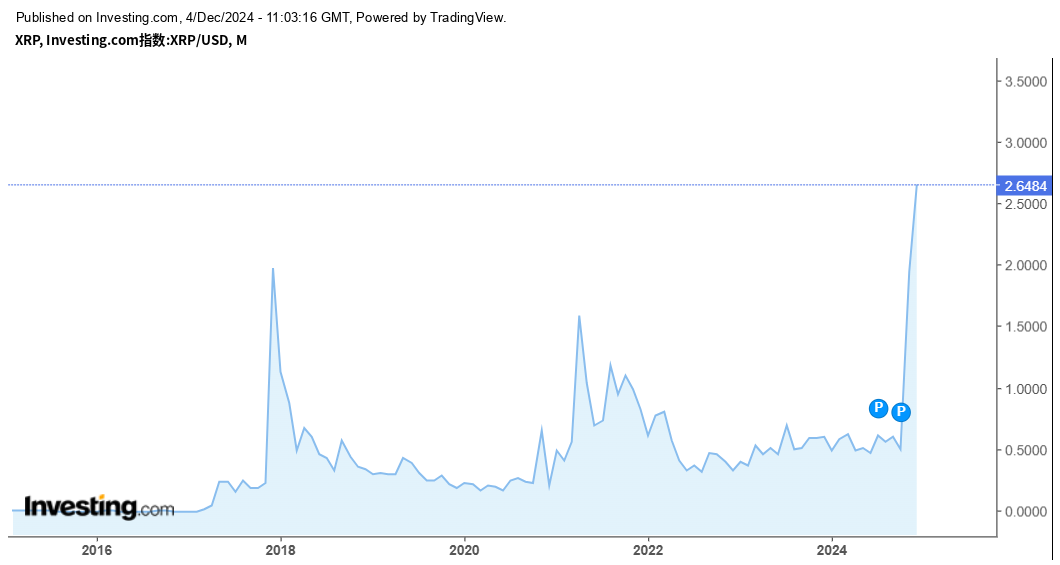 Published on Investing.com, 4/Dec/2024 - 11:03:16 GMT, Powered by TradingView.
XRP, Investing.com指数:XRP/USD, M
3.5000
3.0000
2.6484
2.5000
2.0000
1.5000
1.0000
P
P
0.5000
Investing.com
0.0000
2016
2018
2020
2022
2024